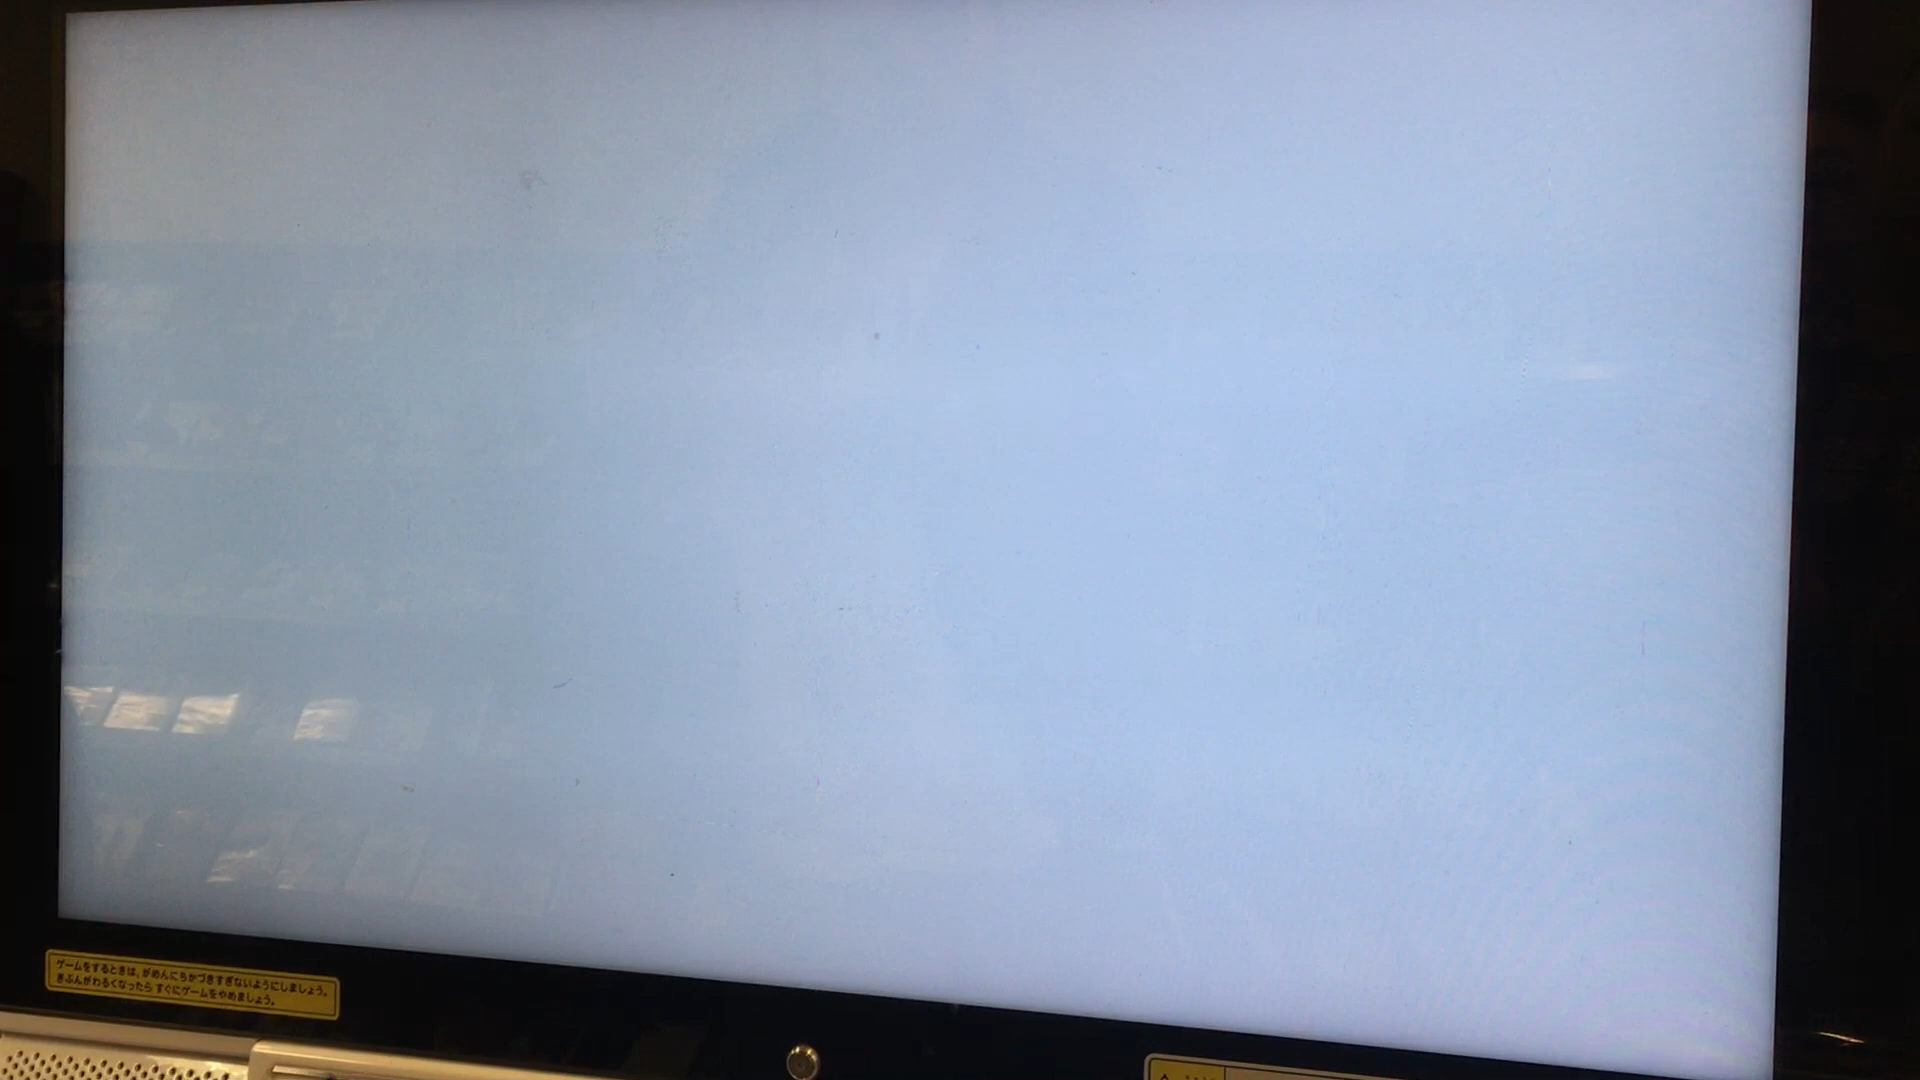 ゲームをするときは、がめんにちかづきすぎないようにしましょう。
きぶんがわるくなったら すぐにゲームをやめましょう。